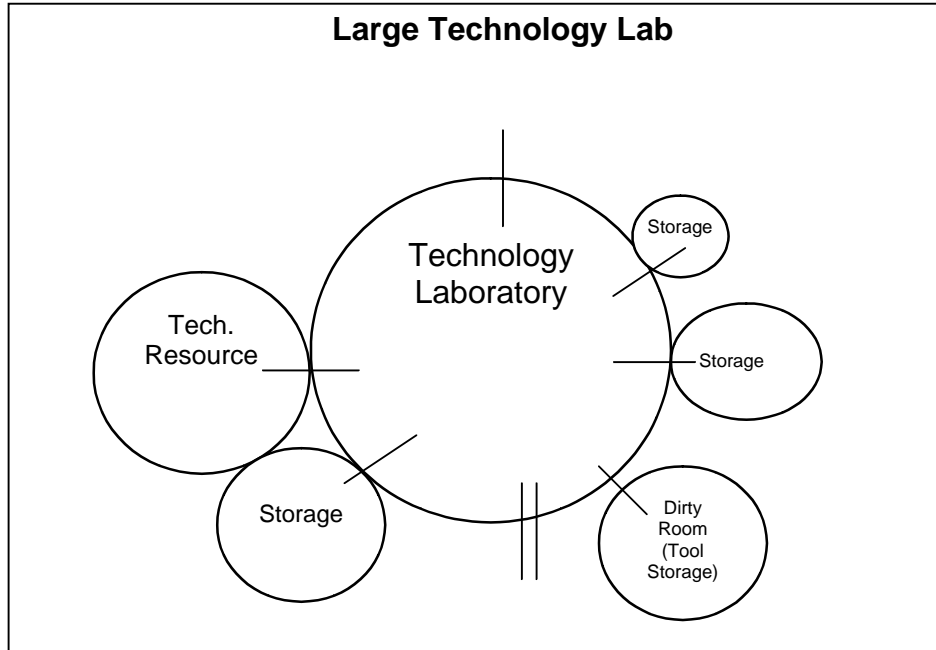 Large Technology Lab
Technology
Laboratory
Storage
Tech.
Resource
Storage
Storage
Dirty
Room
(Tool
Storage)